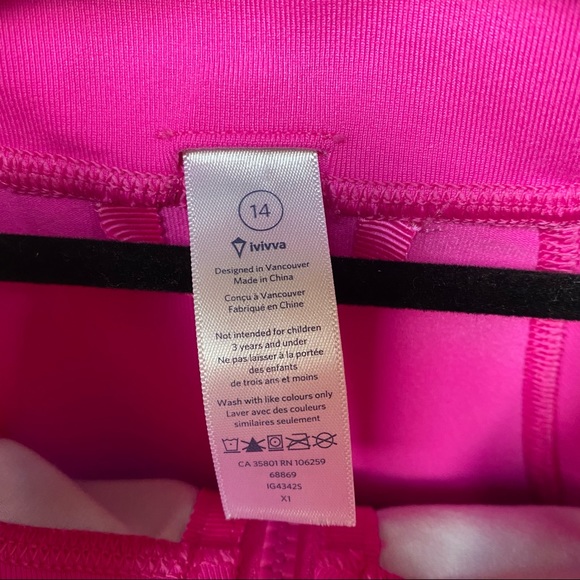 14
ivivva
Designed in Vancouver
Made in China
Conçu à Vancouver
Fabriqué en Chine
Not intended for children
3 years and under
Ne pas laisser à la portée
des enfants
de trois ans et moins
Wash with like colours only
Laver avec des couleurs
similaires seulement
CA 35801 RN 106259
68869
IG4342S
X1